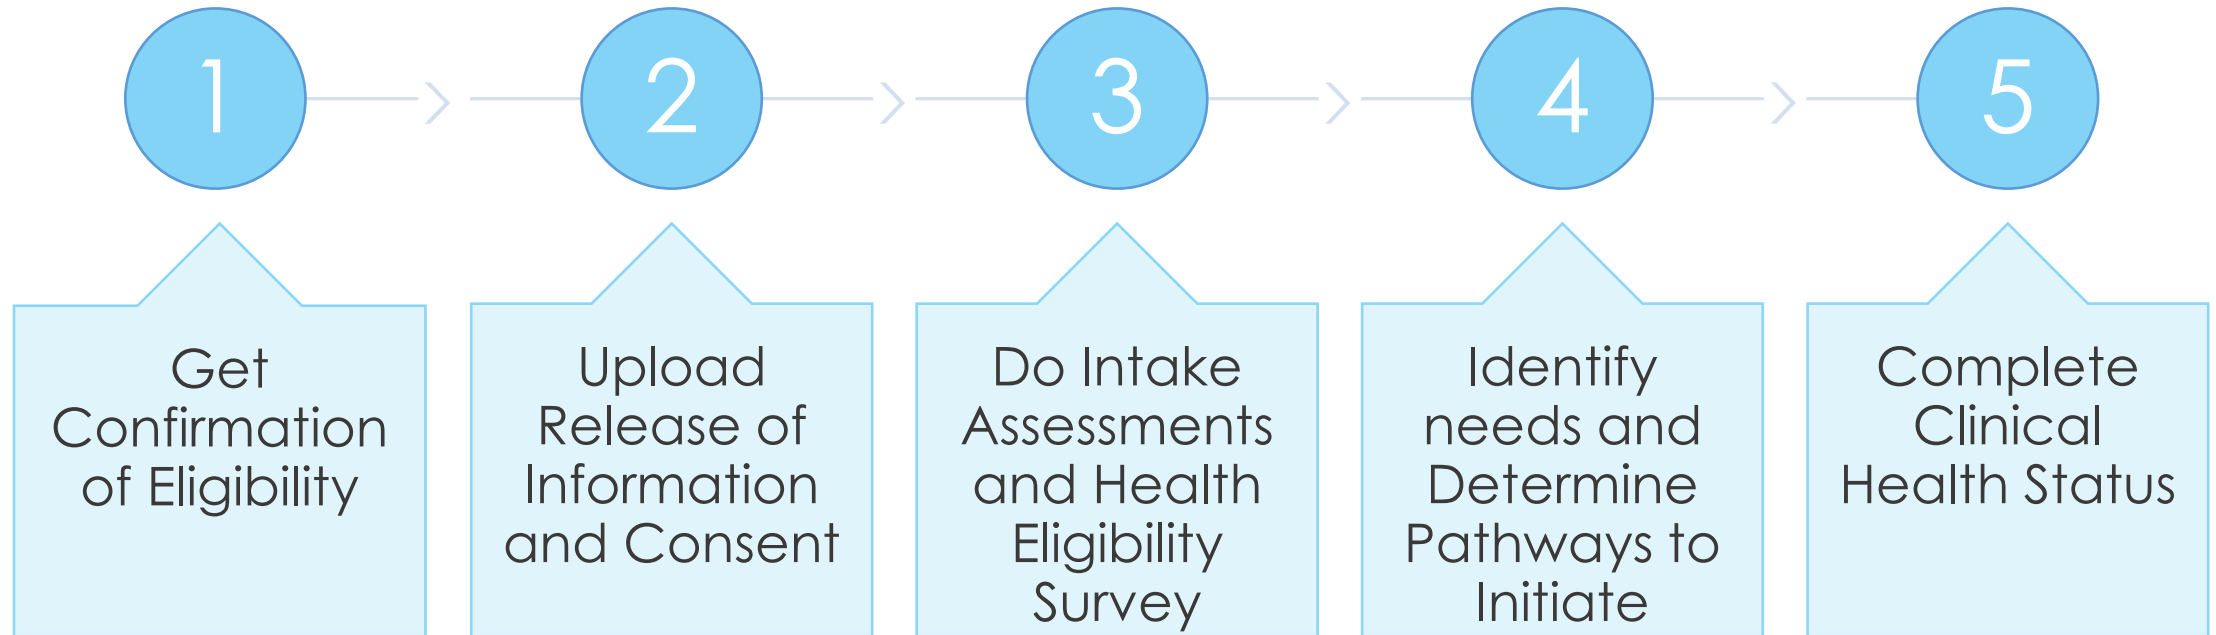 1
2
3
4
5
Get
Confirmation
of Eligibility
Upload
Release of
Information
and Consent
Do Intake
Assessments
and Health
Eligibility
Survey
Identify
needs and
Determine
Pathways to
Initiate
Complete
Clinical
Health Status